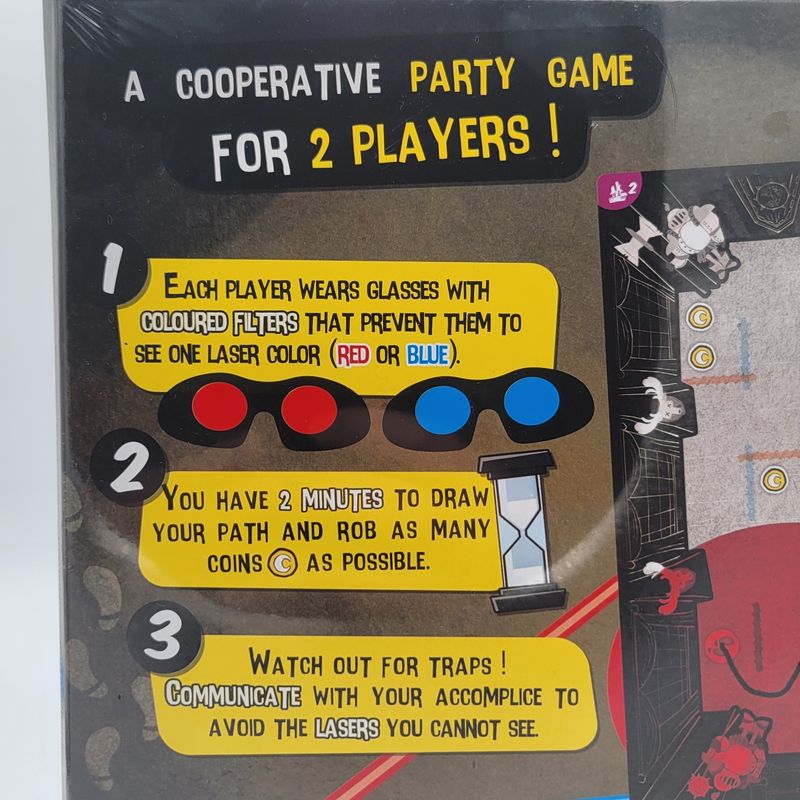 A COOPERATIVE PARTY GAME
FOR 2 PLAYERS !
2
1
EACH PLAYER WEARS GLASSES WITH
COLOURED FILTERS THAT PREVENT THEM TO
SEE ONE LASER COLOR (RED OR BLUE).
2
YOU HAVE 2 MINUTES TO DRAW
YOUR PATH AND ROB AS MANY
COINS C AS POSSIBLE.
3
WATCH OUT FOR TRAPS !
COMMUNICATE WITH YOUR ACCOMPLICE TO
AVOID THE LASERS YOU CANNOT SEE.